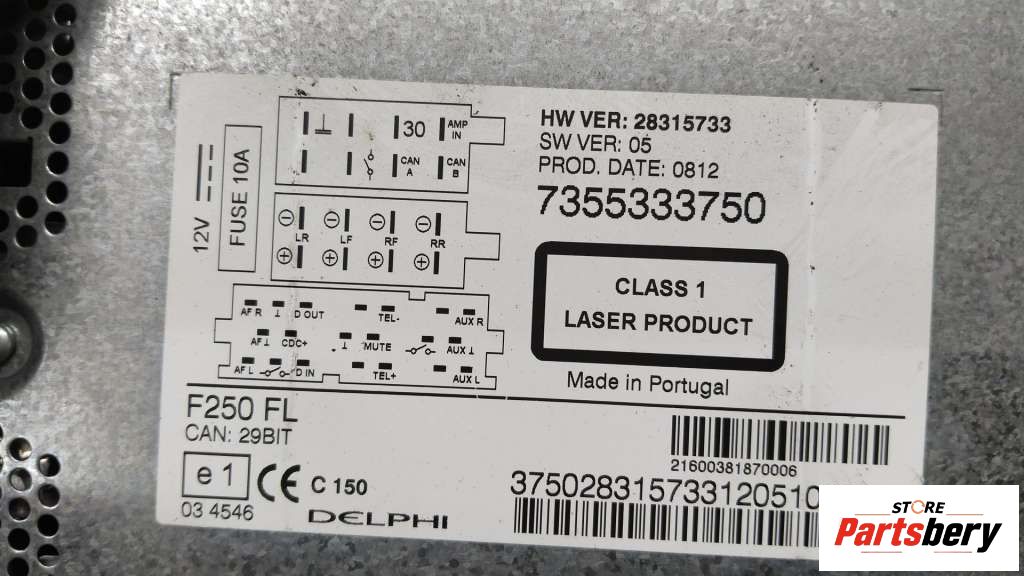 HW VER: 28315733
SW VER: 05
PROD. DATE: 0812
7355333750
12V
FUSE 10A
30 AMP IN
CAN A CAN B
LR LF RF RR
AF R D OUT TEL- AUX R
AF CDC+ MUTE AUX
AF L D IN TEL+ AUX L
CLASS 1
LASER PRODUCT
Made in Portugal
F250 FL
CAN: 29BIT
e 1 CE C 150
03 4546
DELPHI
21600381870006
375028315733120510
STORE
Partsbery